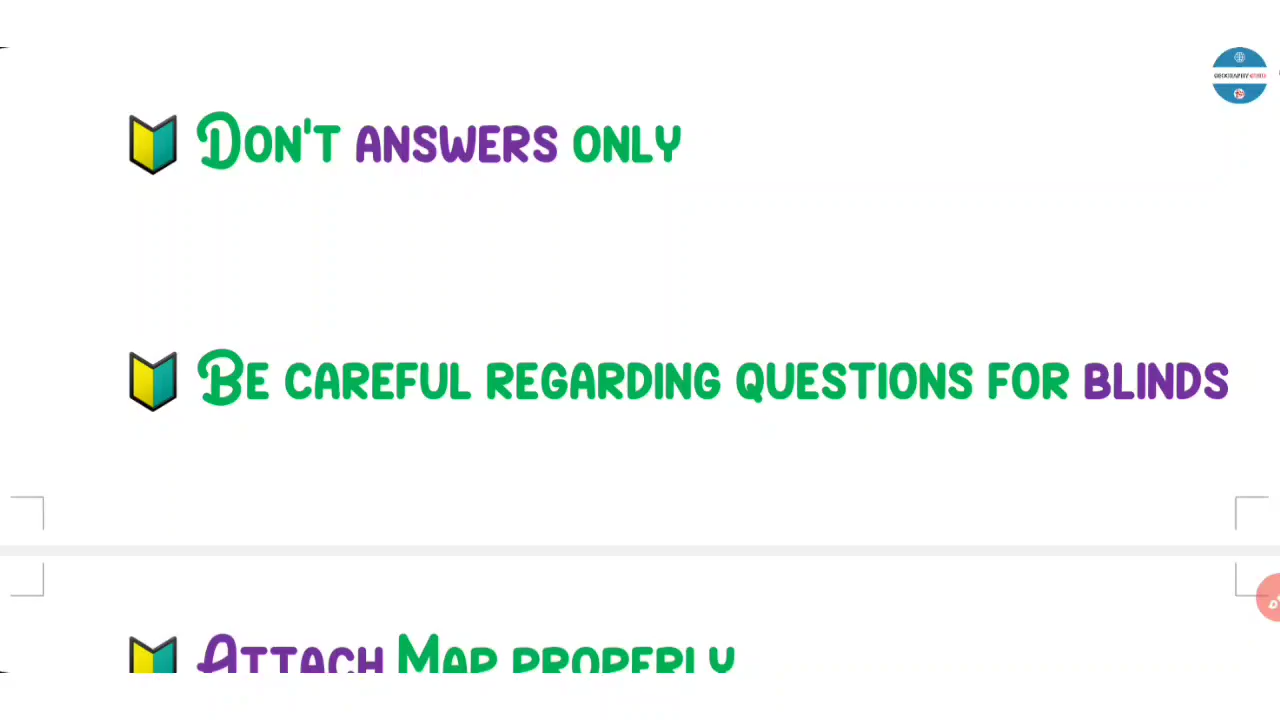 Don't answers only
Be careful regarding questions for blinds
Attach Map properly